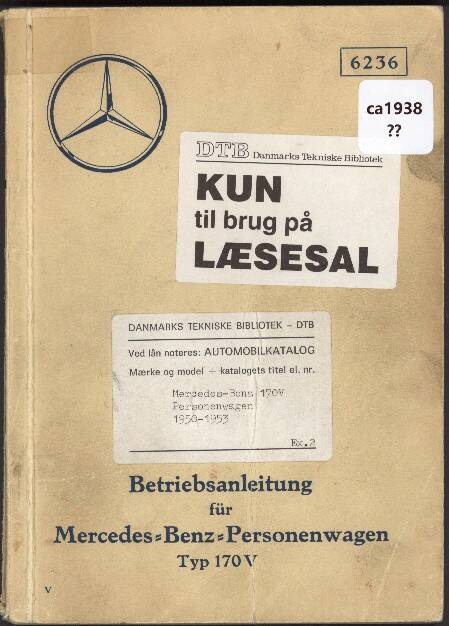 6236
ca1938
??
DTB Danmarks Tekniske Bibliotek
KUN
til brug på
LÆSESAL
DANMARKS TEKNISKE BIBLIOTEK – DTB
Ved lån noteres: AUTOMOBILKATALOG
Mærke og model + katalogets titel el. nr.
Mercedes-Bens 170V
Personenwagen
1950-1953
Ex.2
Betriebsanleitung
für
Mercedes-Benz-Personenwagen
Typ 170 V
V